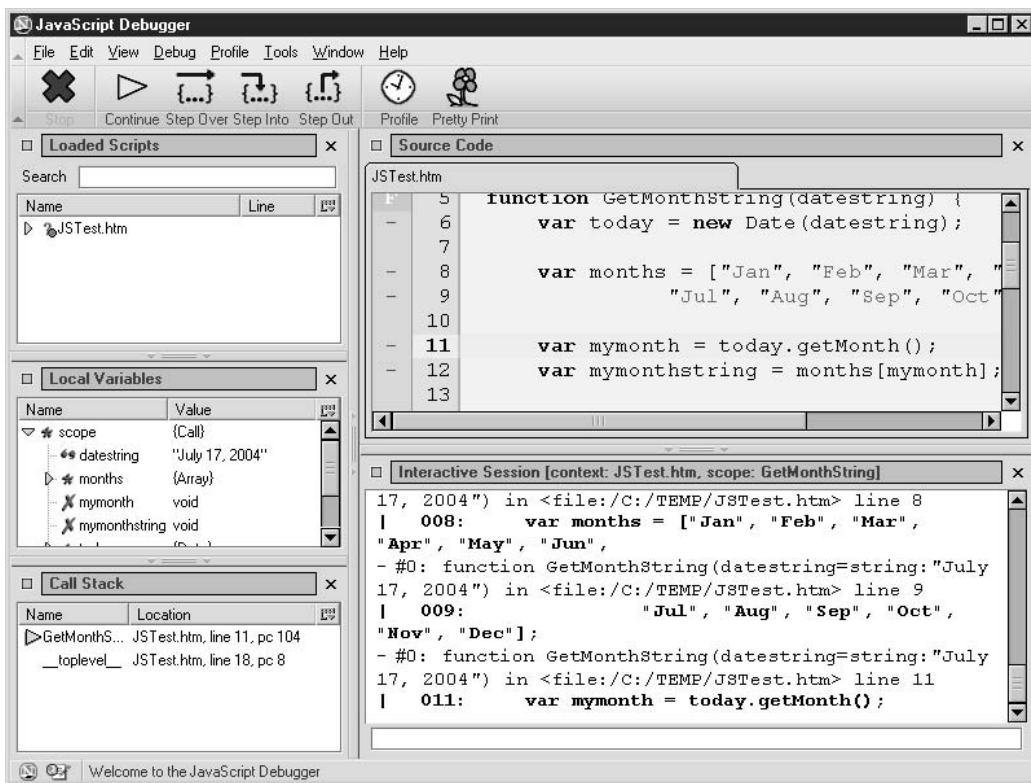 JavaScript Debugger
File Edit View Debug Profile Tools Window Help
Stop Continue Step Over Step Into Step Out Profile Pretty Print
Loaded Scripts
Search
Name Line
JSTest.htm
Local Variables
Name Value
scope {Call}
datestring "July 17, 2004"
months {Array}
mymonth void
mymonthstring void
Call Stack
Name Location
GetMonthS... JSTest.htm, line 11, pc 104
__toplevel__ JSTest.htm, line 18, pc 8
Source Code
JSTest.htm
F 5 function GetMonthString(datestring) {
– 6 var today = new Date(datestring);
7
– 8 var months = ["Jan", "Feb", "Mar", "
– 9 "Jul", "Aug", "Sep", "Oct"
10
– 11 var mymonth = today.getMonth();
– 12 var mymonthstring = months[mymonth];
13
Interactive Session [context: JSTest.htm, scope: GetMonthString]
17, 2004") in <file:/C:/TEMP/JSTest.htm> line 8
| 008: var months = ["Jan", "Feb", "Mar",
"Apr", "May", "Jun",
- #0: function GetMonthString(datestring=string:"July
17, 2004") in <file:/C:/TEMP/JSTest.htm> line 9
| 009: "Jul", "Aug", "Sep", "Oct",
"Nov", "Dec"];
- #0: function GetMonthString(datestring=string:"July
17, 2004") in <file:/C:/TEMP/JSTest.htm> line 11
| 011: var mymonth = today.getMonth();
Welcome to the JavaScript Debugger